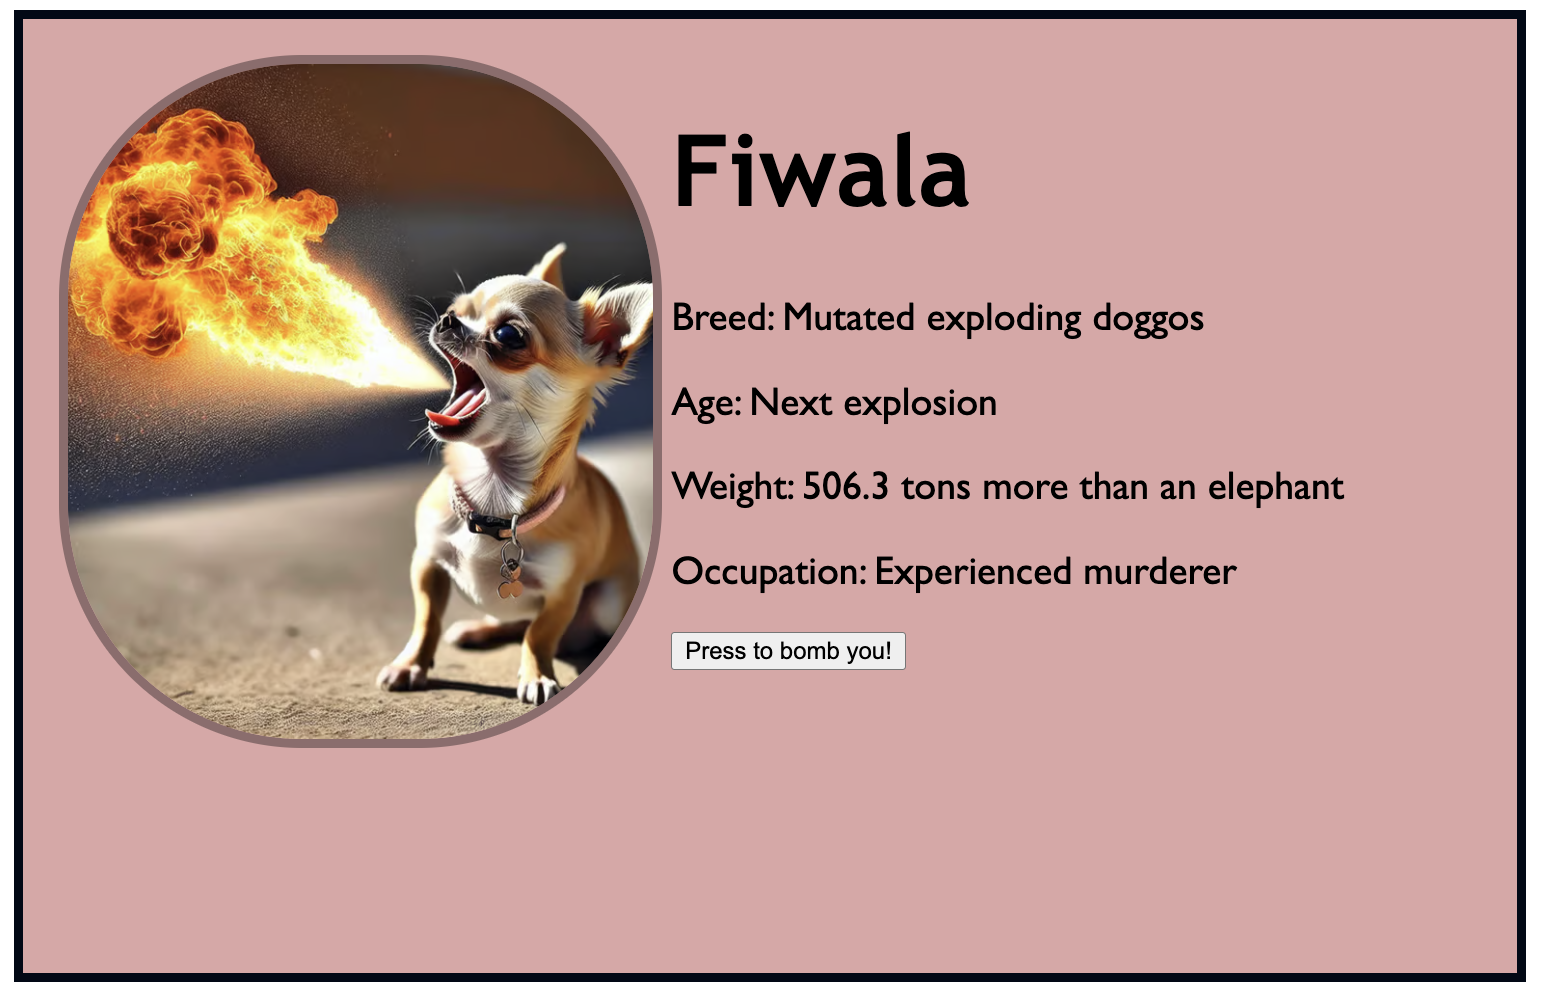 Fiwala
Breed: Mutated exploding doggos
Age: Next explosion
Weight: 506.3 tons more than an elephant
Occupation: Experienced murderer
Press to bomb you!